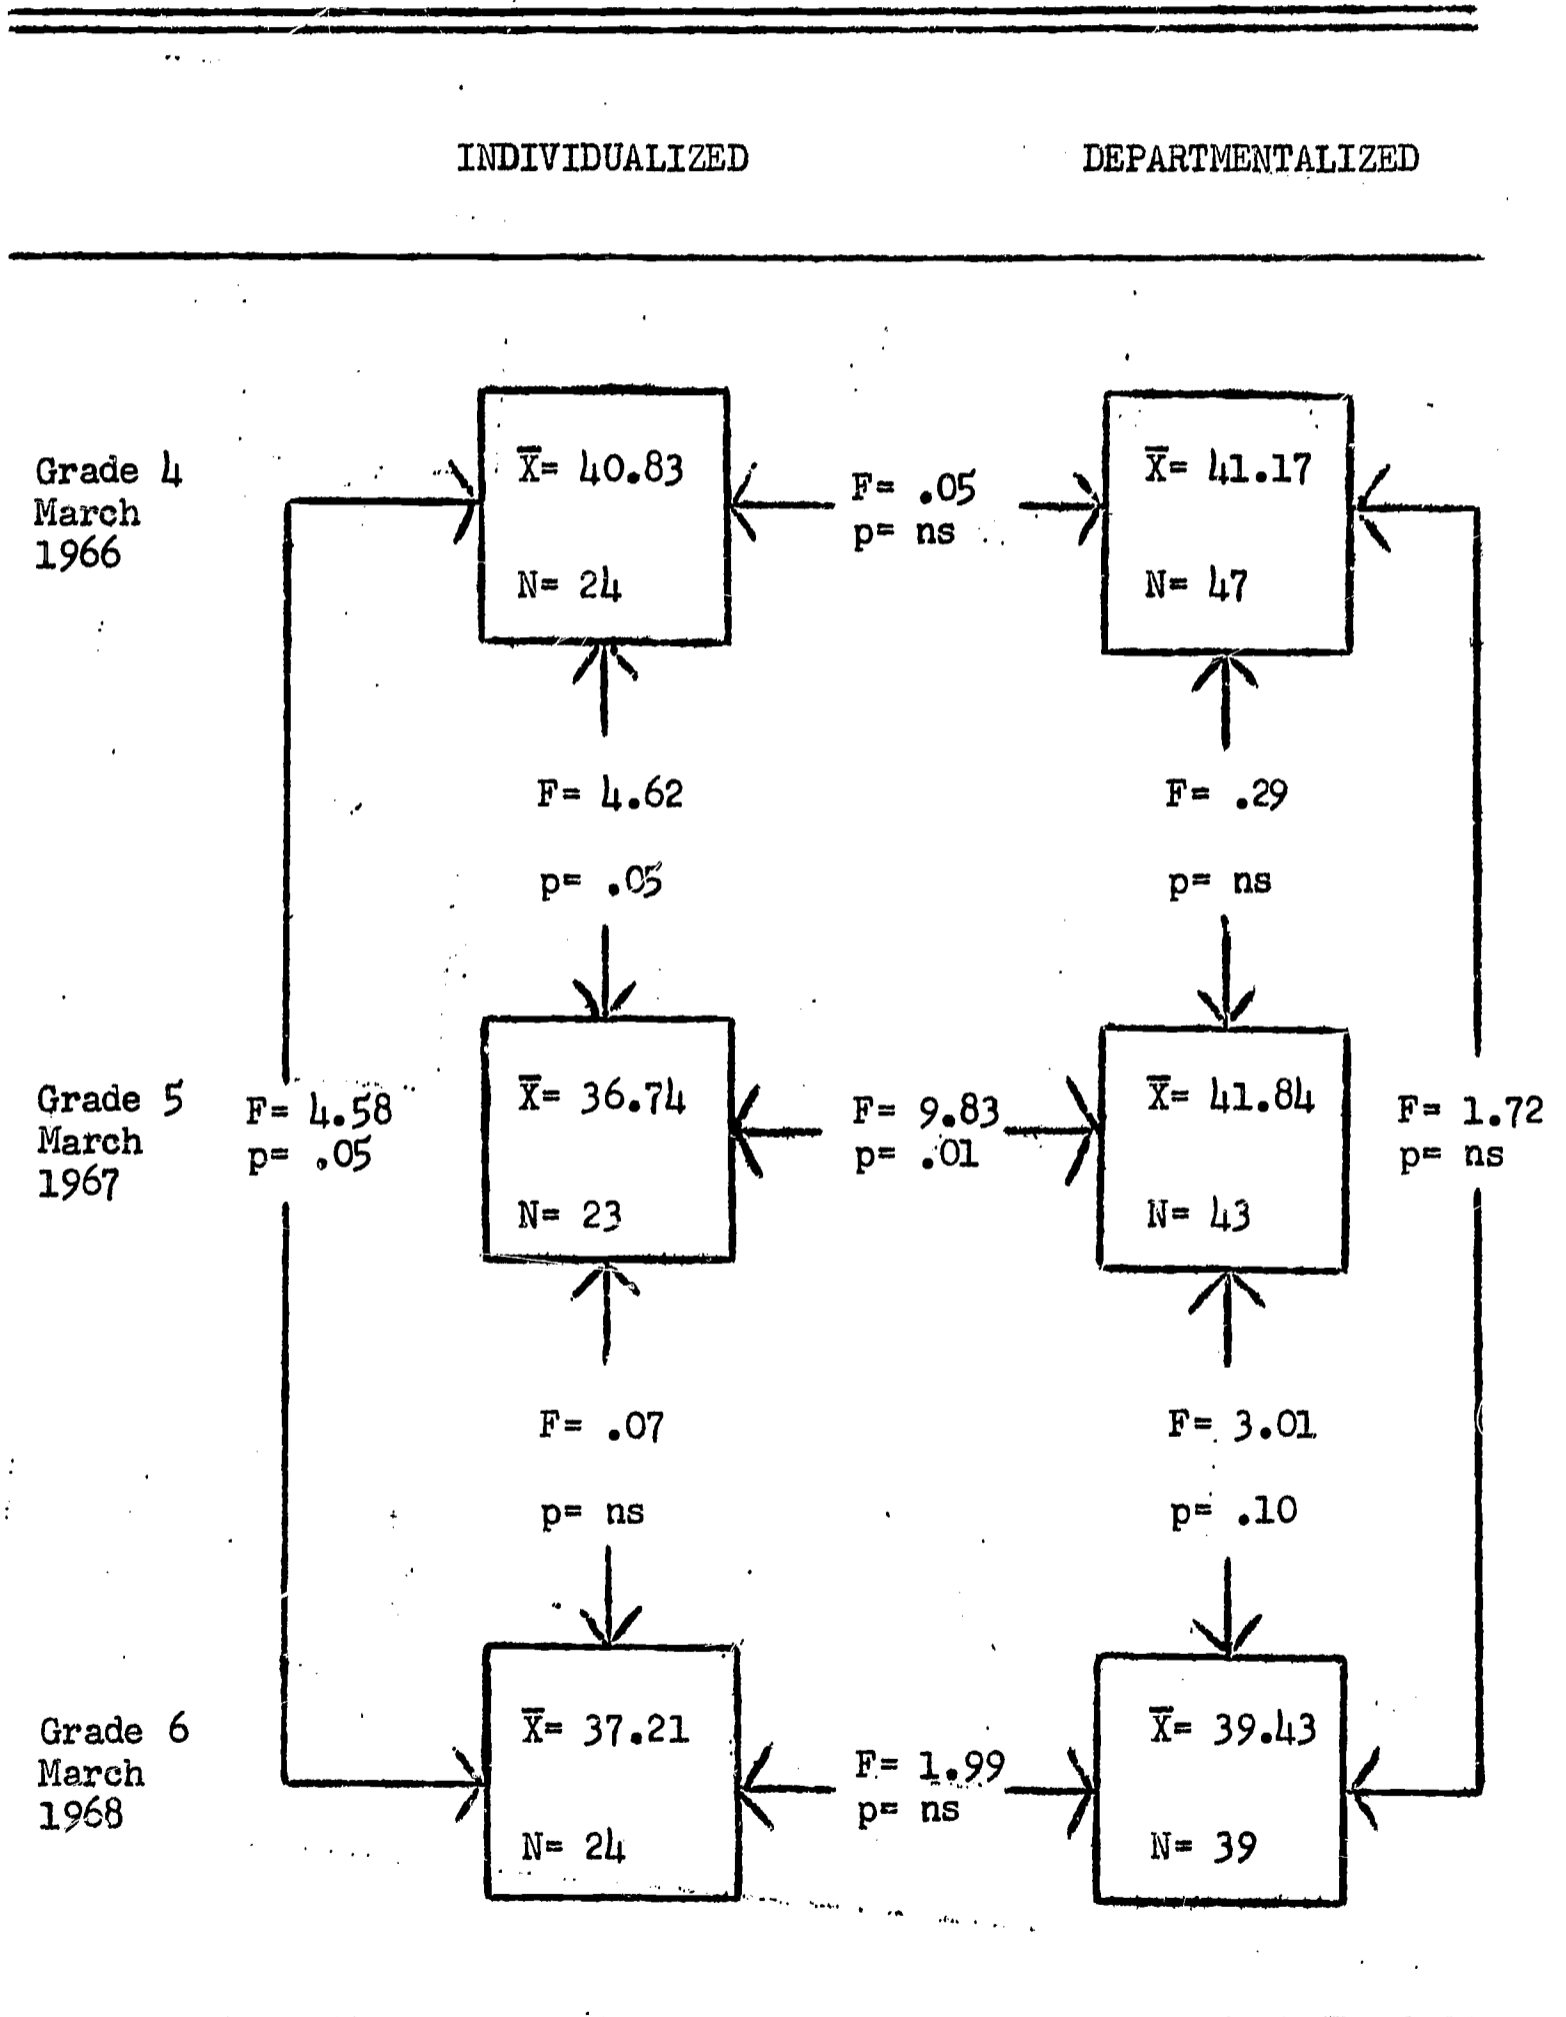 INDIVIDUALIZED DEPARTMENTALIZED
Grade 4
March
1966
X̄= 40.83
N= 24
F= .05
p= ns
X̄= 41.17
N= 47
F= 4.62
p= .05
F= .29
p= ns
Grade 5
March
1967
F= 4.58
p= .05
X̄= 36.74
N= 23
F= 9.83
p= .01
X̄= 41.84
N= 43
F= 1.72
p= ns
F= .07
p= ns
F= 3.01
p= .10
Grade 6
March
1968
X̄= 37.21
N= 24
F= 1.99
p= ns
X̄= 39.43
N= 39